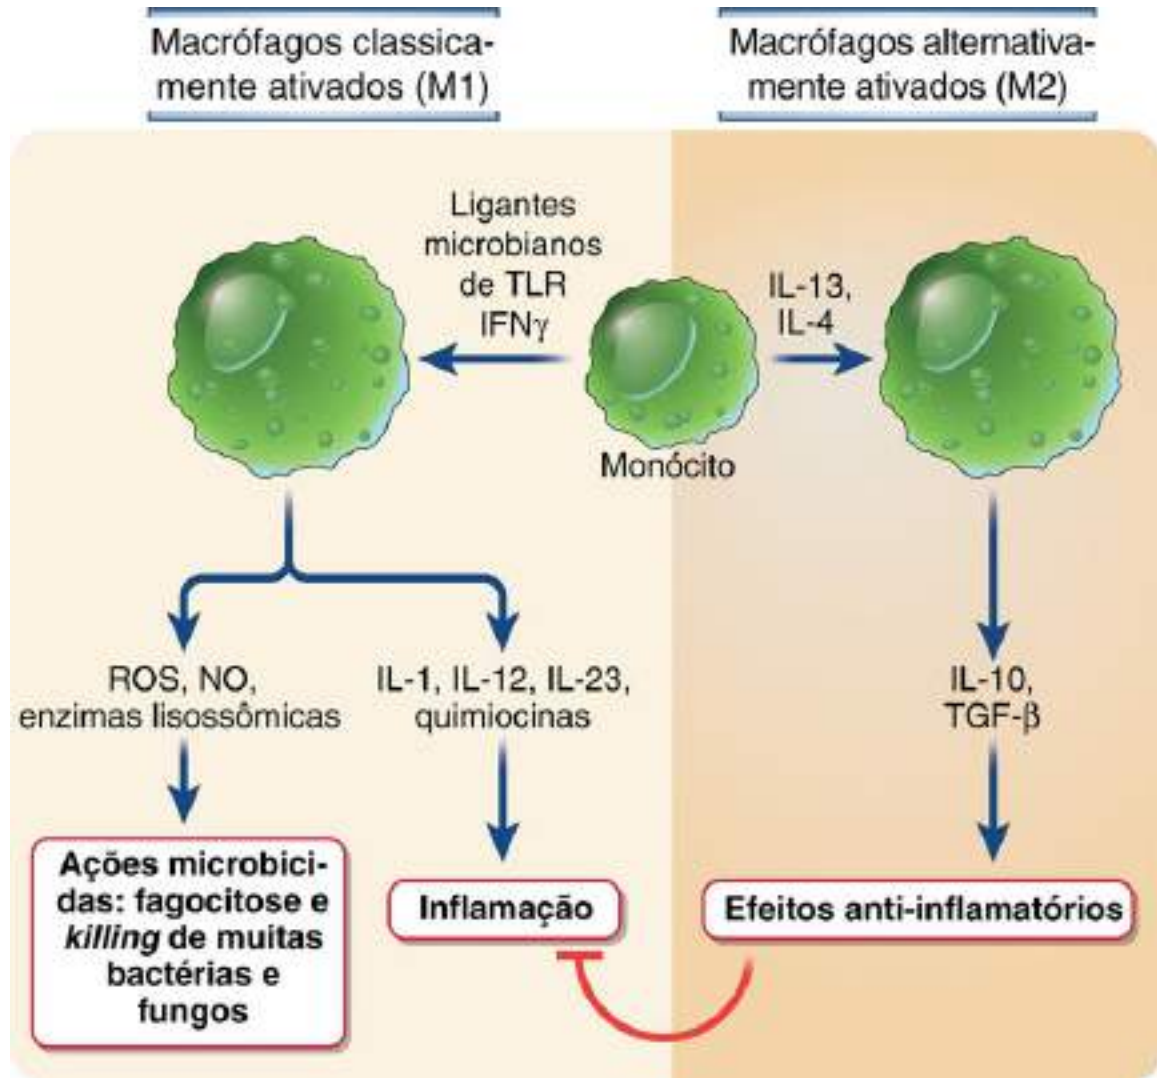 Macrófagos classica-
mente ativados (M1)
Macrófagos alternativa-
mente ativados (M2)
Ligantes
microbianos
de TLR
IFNγ
IL-13,
IL-4
Monócito
ROS, NO,
enzimas lisossômicas
IL-1, IL-12, IL-23,
quimiocinas
IL-10,
TGF-β
Ações microbici-
das: fagocitose e
killing de muitas
bactérias e
fungos
Inflamação
Efeitos anti-inflamatórios